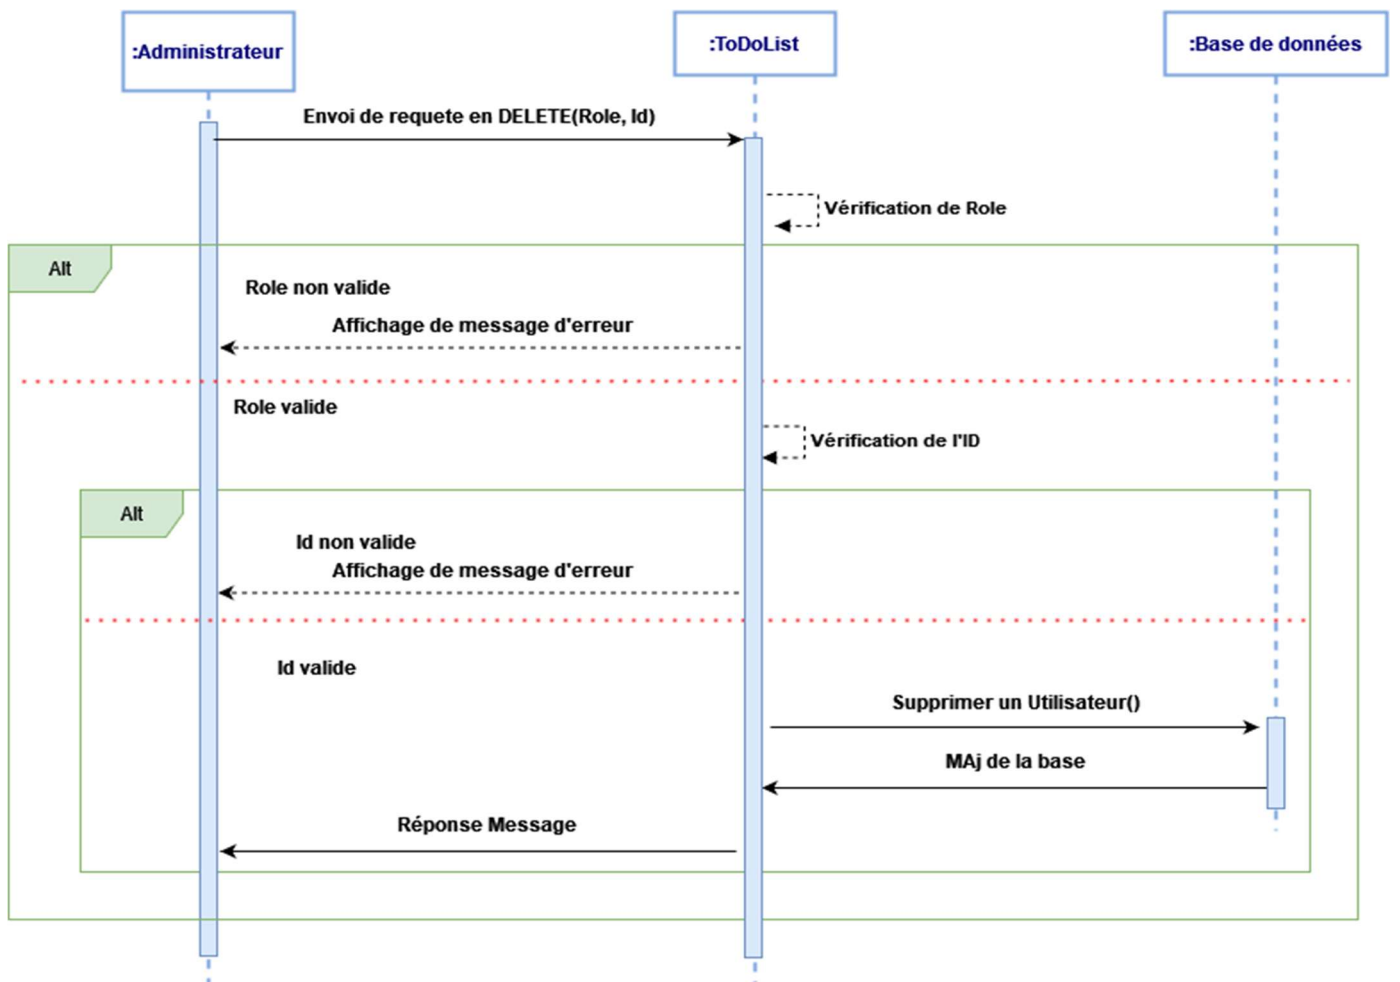 :Administrateur
:ToDoList
:Base de données
Envoi de requete en DELETE(Role, Id)
Vérification de Role
Alt
Role non valide
Affichage de message d'erreur
Role valide
Vérification de l'ID
Alt
Id non valide
Affichage de message d'erreur
Id valide
Supprimer un Utilisateur()
MAj de la base
Réponse Message